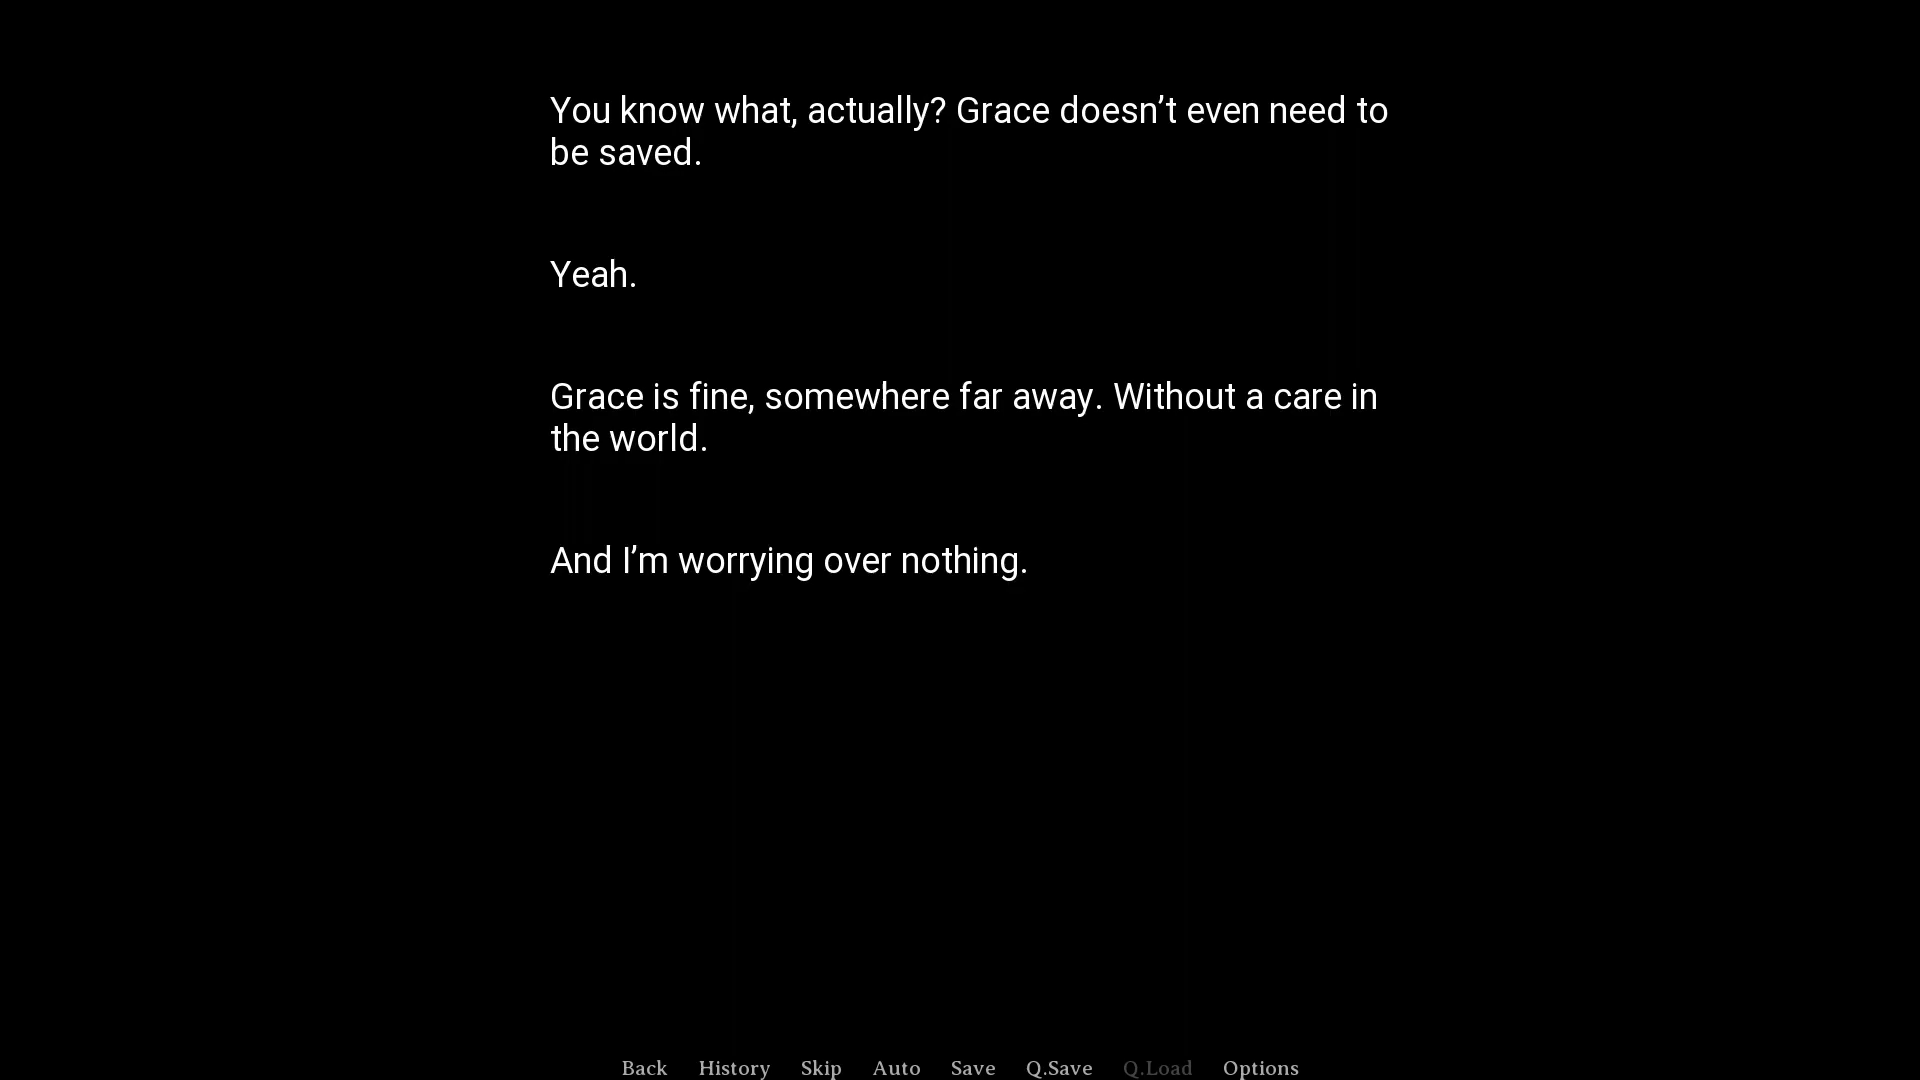 You know what, actually? Grace doesn’t even need to
be saved.
Yeah.
Grace is fine, somewhere far away. Without a care in
the world.
And I’m worrying over nothing.
Back History Skip Auto Save Q.Save Q.Load Options